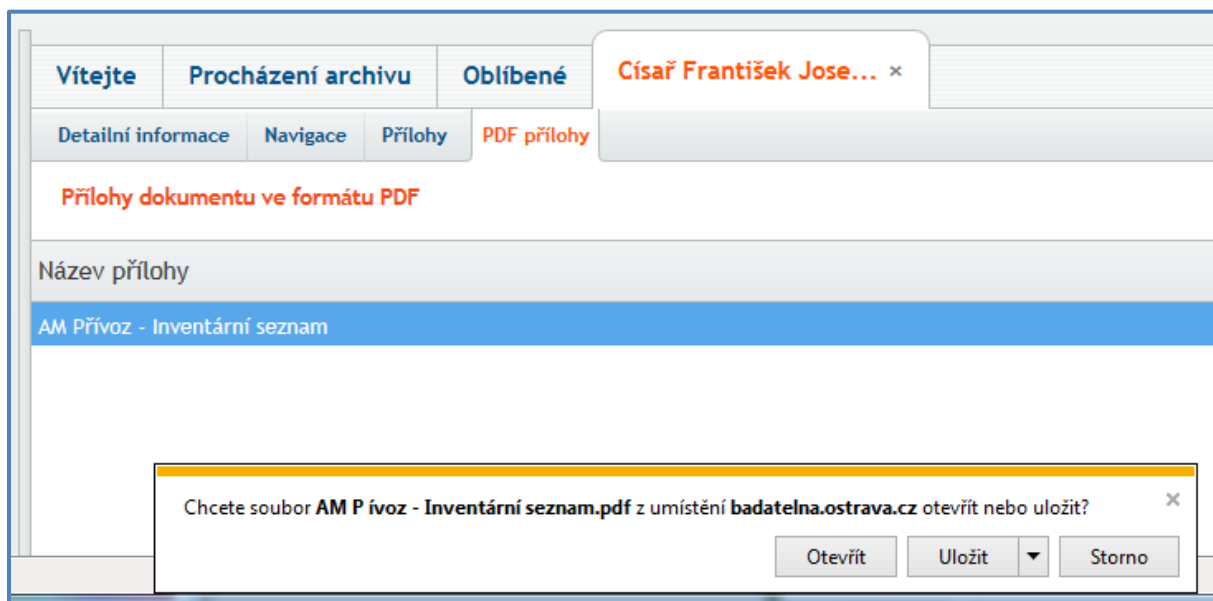 Vítejte Procházení archivu Oblíbené Císař František Jose... ×
Detailní informace Navigace Přílohy PDF přílohy
Přílohy dokumentu ve formátu PDF
Název přílohy
AM Přívoz - Inventární seznam
Chcete soubor AM P ívoz - Inventární seznam.pdf z umístění badatelna.ostrava.cz otevřít nebo uložit? ×
Otevřít Uložit ▼ Storno